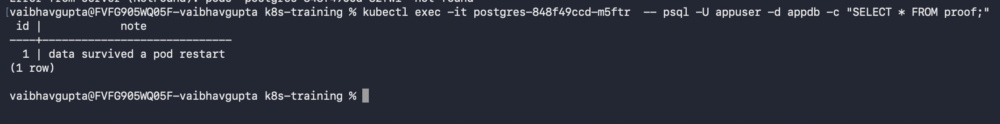 [vaibhavgupta@FVFG905WQ05F-vaibhavgupta k8s-training % kubectl exec -it postgres-848f49ccd-m5ftr  -- psql -U appuser -d appdb -c "SELECT * FROM proof;"
 id |            note
----+----------------------------
  1 | data survived a pod restart
(1 row)

vaibhavgupta@FVFG905WQ05F-vaibhavgupta k8s-training %